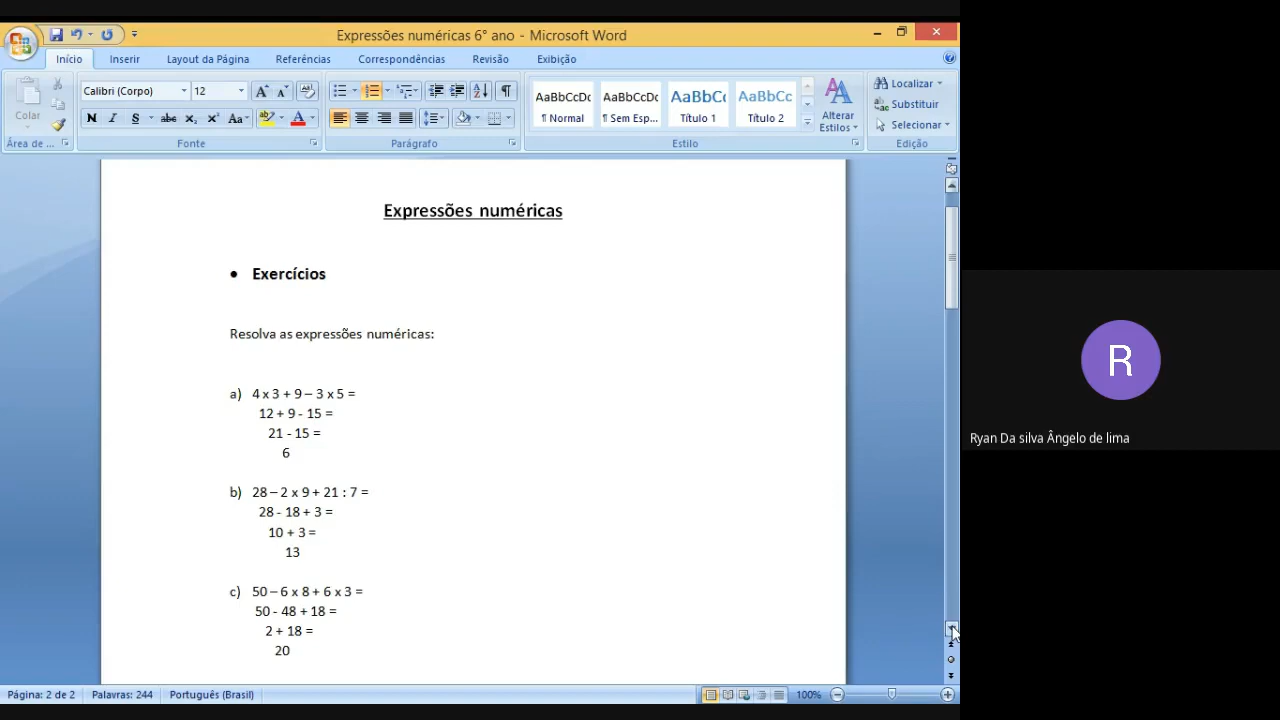 Expressões numéricas 6° ano - Microsoft Word
Início Inserir Layout da Página Referências Correspondências Revisão Exibição
Calibri (Corpo) 12
AaBbCcDc AaBbCcDc AaBbCc AaBbCc
Localizar
Substituir
Selecionar
Colar
N I S abc x₂ x² Aa
¶ Normal ¶ Sem Esp... Título 1 Título 2
Alterar Estilos
Área de ... Fonte Parágrafo Estilo Edição
Expressões numéricas
• Exercícios
Resolva as expressões numéricas:
a) 4 x 3 + 9 – 3 x 5 =
12 + 9 - 15 =
21 - 15 =
6
b) 28 – 2 x 9 + 21 : 7 =
28 - 18 + 3 =
10 + 3 =
13
c) 50 – 6 x 8 + 6 x 3 =
50 - 48 + 18 =
2 + 18 =
20
Página: 2 de 2 Palavras: 244 Português (Brasil) 100%
R
Ryan Da silva Ângelo de lima